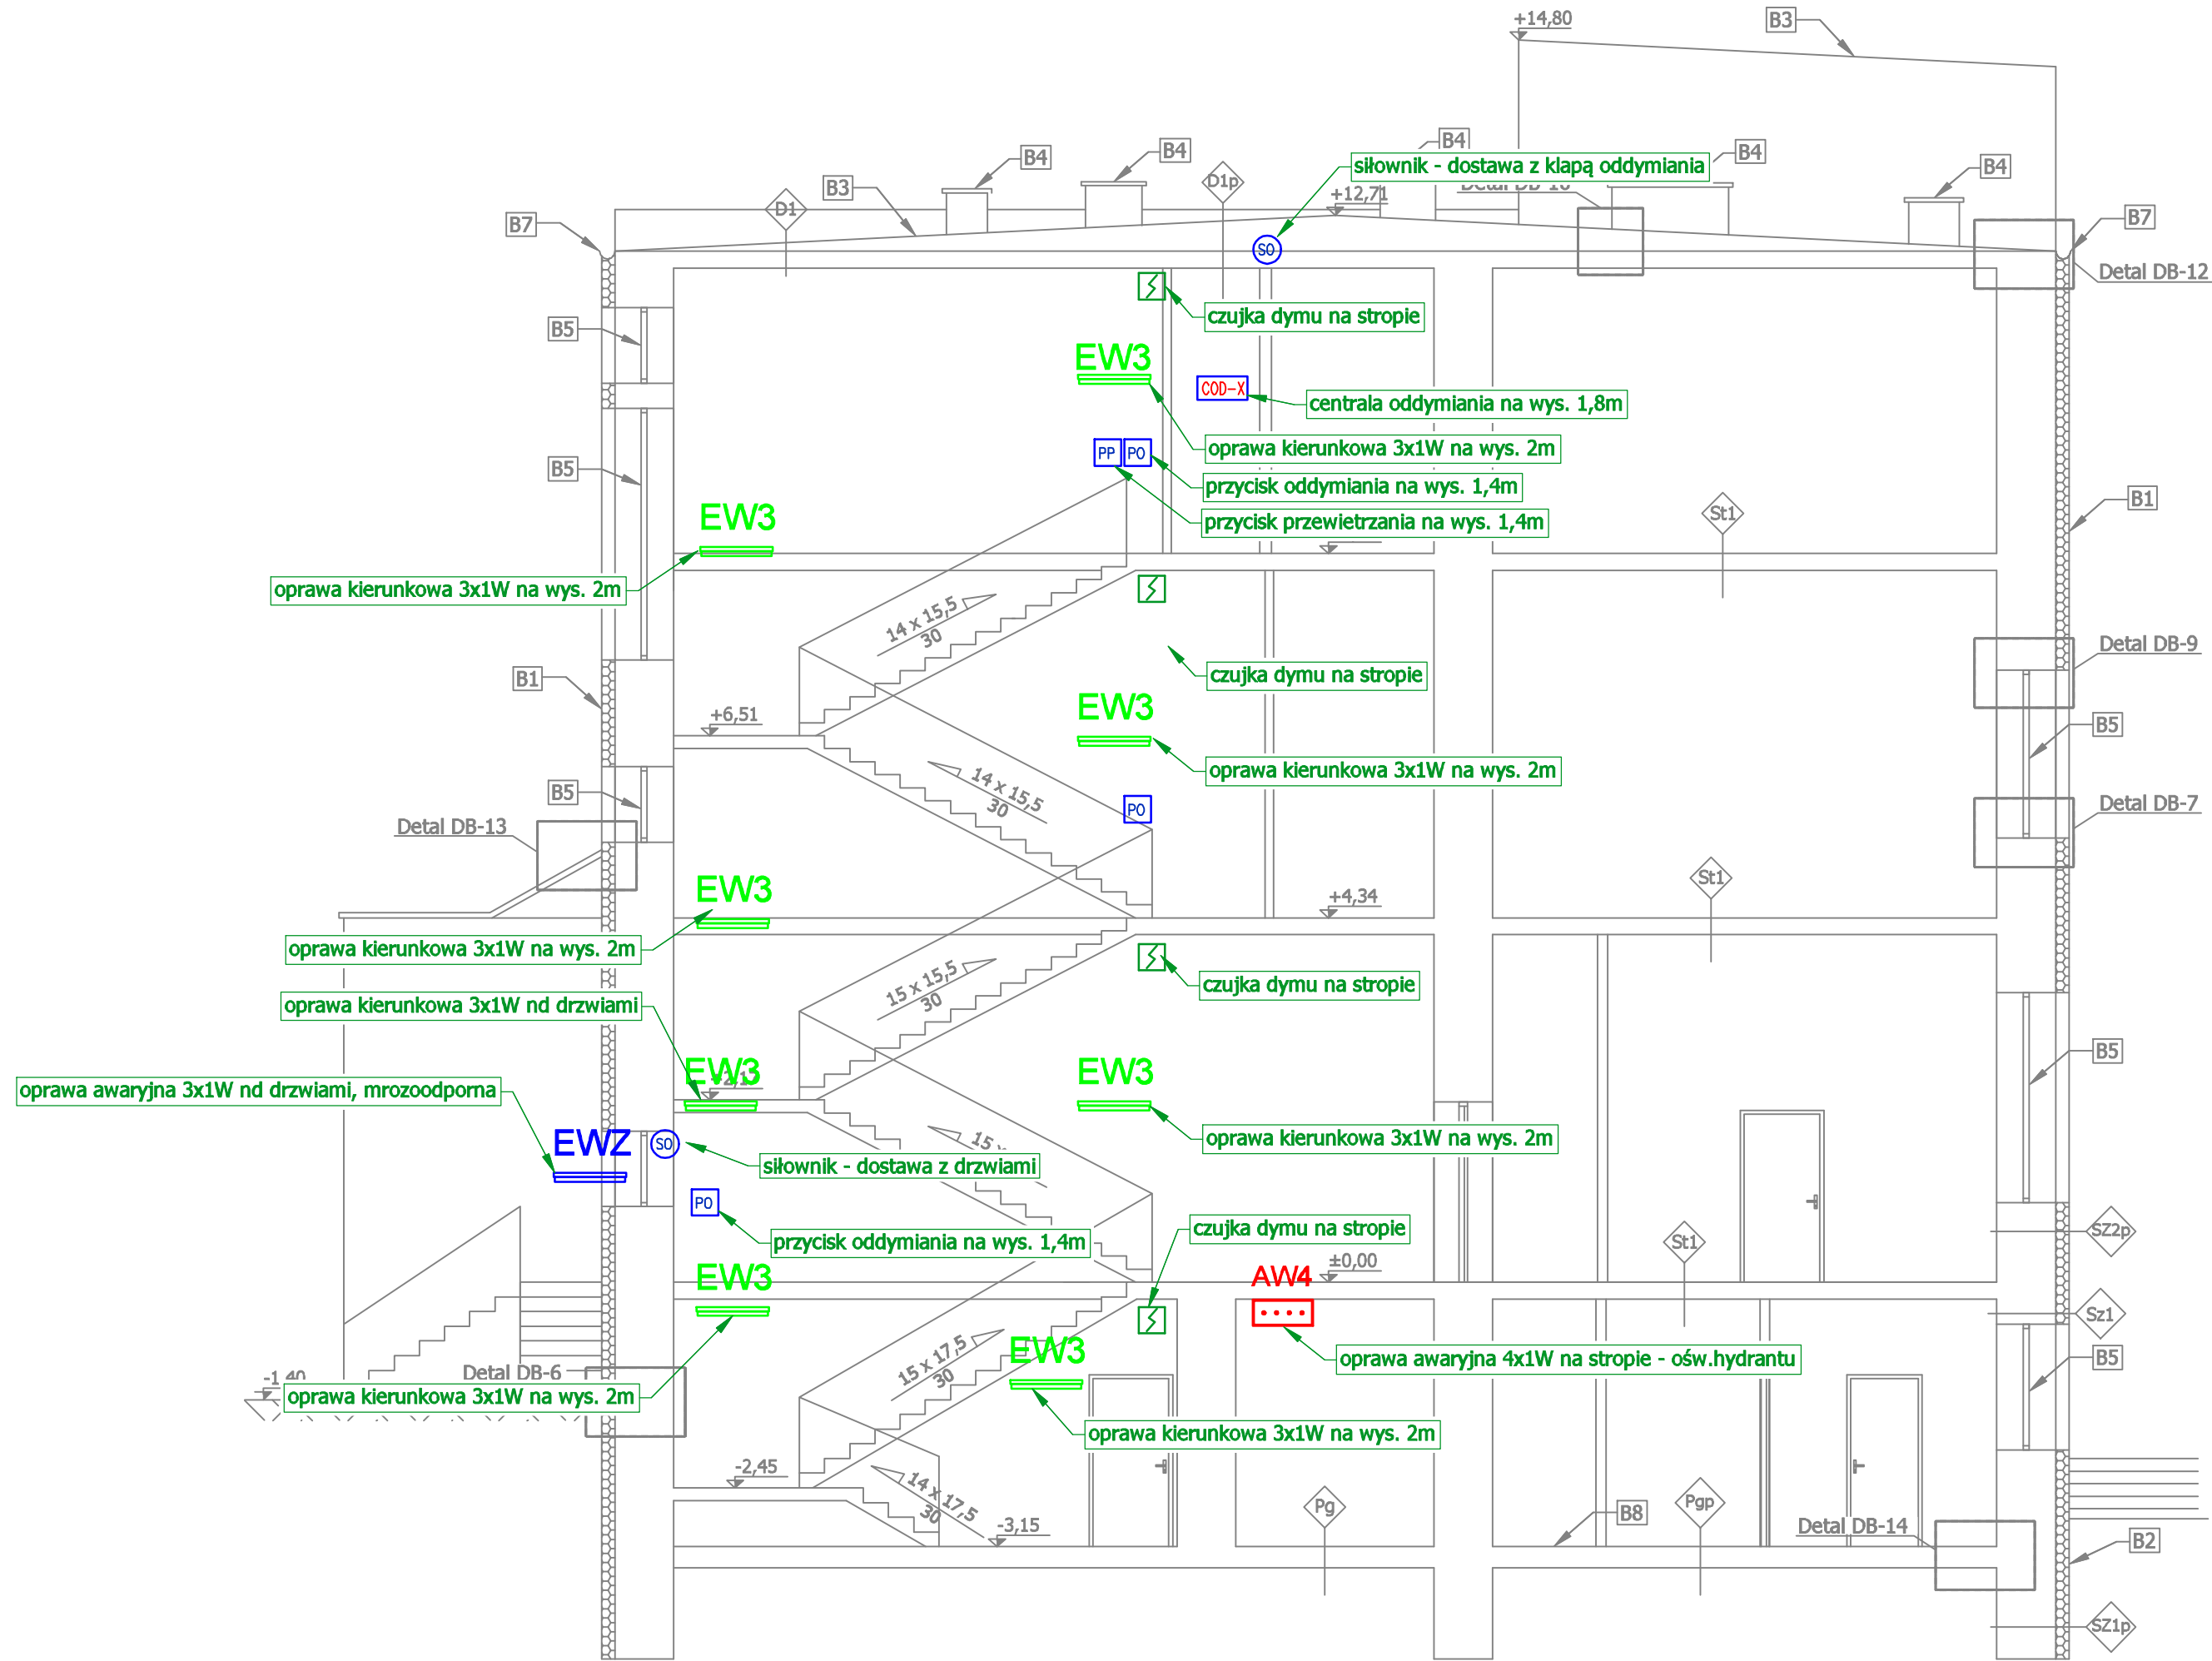 +14,80
B3
B4
B4
B4
B4
B4
siłownik - dostawa z klapą oddymiania
B3
D1
D1p
+12,71
B7
B7
SO
Detal DB-12
czujka dymu na stropie
B5
EW3
COD-X
centrala oddymiania na wys. 1,8m
oprawa kierunkowa 3x1W na wys. 2m
PP
PO
B5
przycisk oddymiania na wys. 1,4m
B1
EW3
St1
przycisk przewietrzania na wys. 1,4m
oprawa kierunkowa 3x1W na wys. 2m
14 x 15,5
30
Detal DB-9
B1
czujka dymu na stropie
EW3
+6,51
B5
oprawa kierunkowa 3x1W na wys. 2m
14 x 15,5
30
B5
PO
Detal DB-7
Detal DB-13
EW3
St1
+4,34
oprawa kierunkowa 3x1W na wys. 2m
15 x 15,5
30
czujka dymu na stropie
oprawa kierunkowa 3x1W nd drzwiami
B5
EW3
EW3
oprawa awaryjna 3x1W nd drzwiami, mrozoodporna
EWZ
SO
15 x
oprawa kierunkowa 3x1W na wys. 2m
siłownik - dostawa z drzwiami
PO
przycisk oddymiania na wys. 1,4m
czujka dymu na stropie
St1
SZ2p
±0,00
EW3
AW4
Sz1
EW3
15 x 17,5
30
oprawa awaryjna 4x1W na stropie - ośw.hydrantu
B5
Detal DB-6
-1,40
oprawa kierunkowa 3x1W na wys. 2m
oprawa kierunkowa 3x1W na wys. 2m
-2,45
14 x 17,5
30
Pg
Pgp
B8
-3,15
Detal DB-14
B2
SZ1p